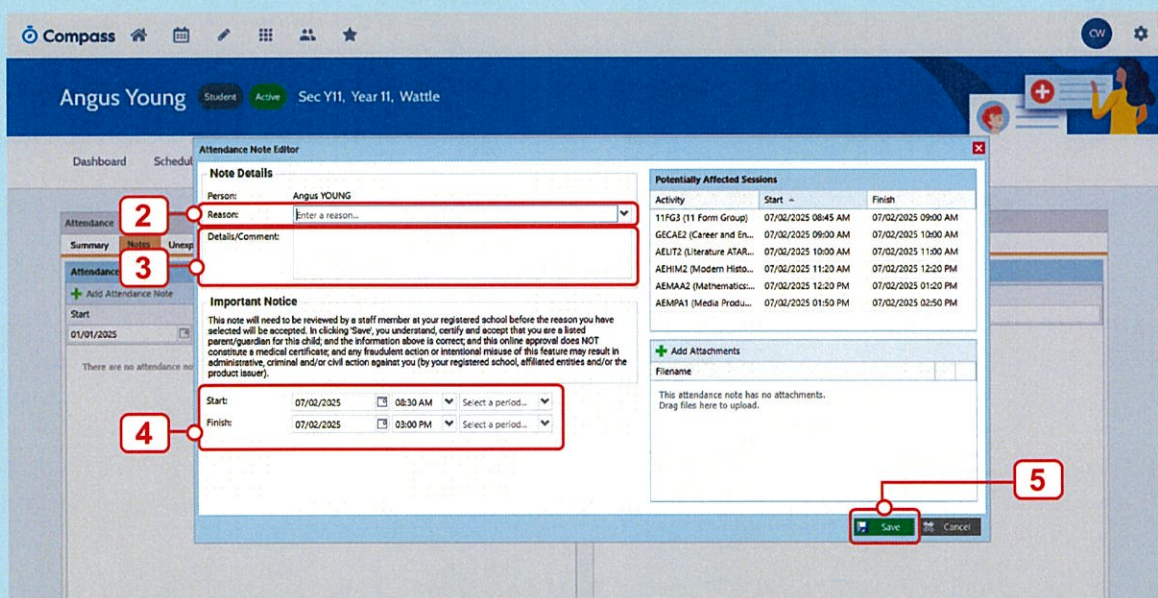 Compass
CW
Angus Young Student Active Sec Y11, Year 11, Wattle
Dashboard
Attendance Note Editor
Note Details
Person: Angus YOUNG
2
Reason: Enter a reason...
3
Details/Comment:
Important Notice
This note will need to be reviewed by a staff member at your registered school before the reason you have
selected will be accepted. In clicking 'Save', you understand, certify and accept that you are a listed
parent/guardian for this child; and the information above is correct; and this online approval does NOT
constitute a medical certificate; and any fraudulent action or intentional misuse of this feature may result in
administrative, criminal and/or civil action against you (by your registered school, affiliated entities and/or the
product issuer).
4
Start: 07/02/2025 08:30 AM Select a period...
Finish: 07/02/2025 03:00 PM Select a period...
Potentially Affected Sessions
Activity Start Finish
11FG3 (11 Form Group) 07/02/2025 08:45 AM 07/02/2025 09:00 AM
GECAE2 (Career and En... 07/02/2025 09:00 AM 07/02/2025 10:00 AM
AELIT2 (Literature ATAR... 07/02/2025 10:00 AM 07/02/2025 11:00 AM
AEHIM2 (Modern Histo... 07/02/2025 11:20 AM 07/02/2025 12:20 PM
AEMAA2 (Mathematics:... 07/02/2025 12:20 PM 07/02/2025 01:20 PM
AEMPA1 (Media Produ... 07/02/2025 01:50 PM 07/02/2025 02:50 PM
Add Attachments
Filename
This attendance note has no attachments.
Drag files here to upload.
5
Save Cancel
Attendance
Summary Notes Unexp
Attendance
Add Attendance Note
Start
01/01/2025
There are no attendance no